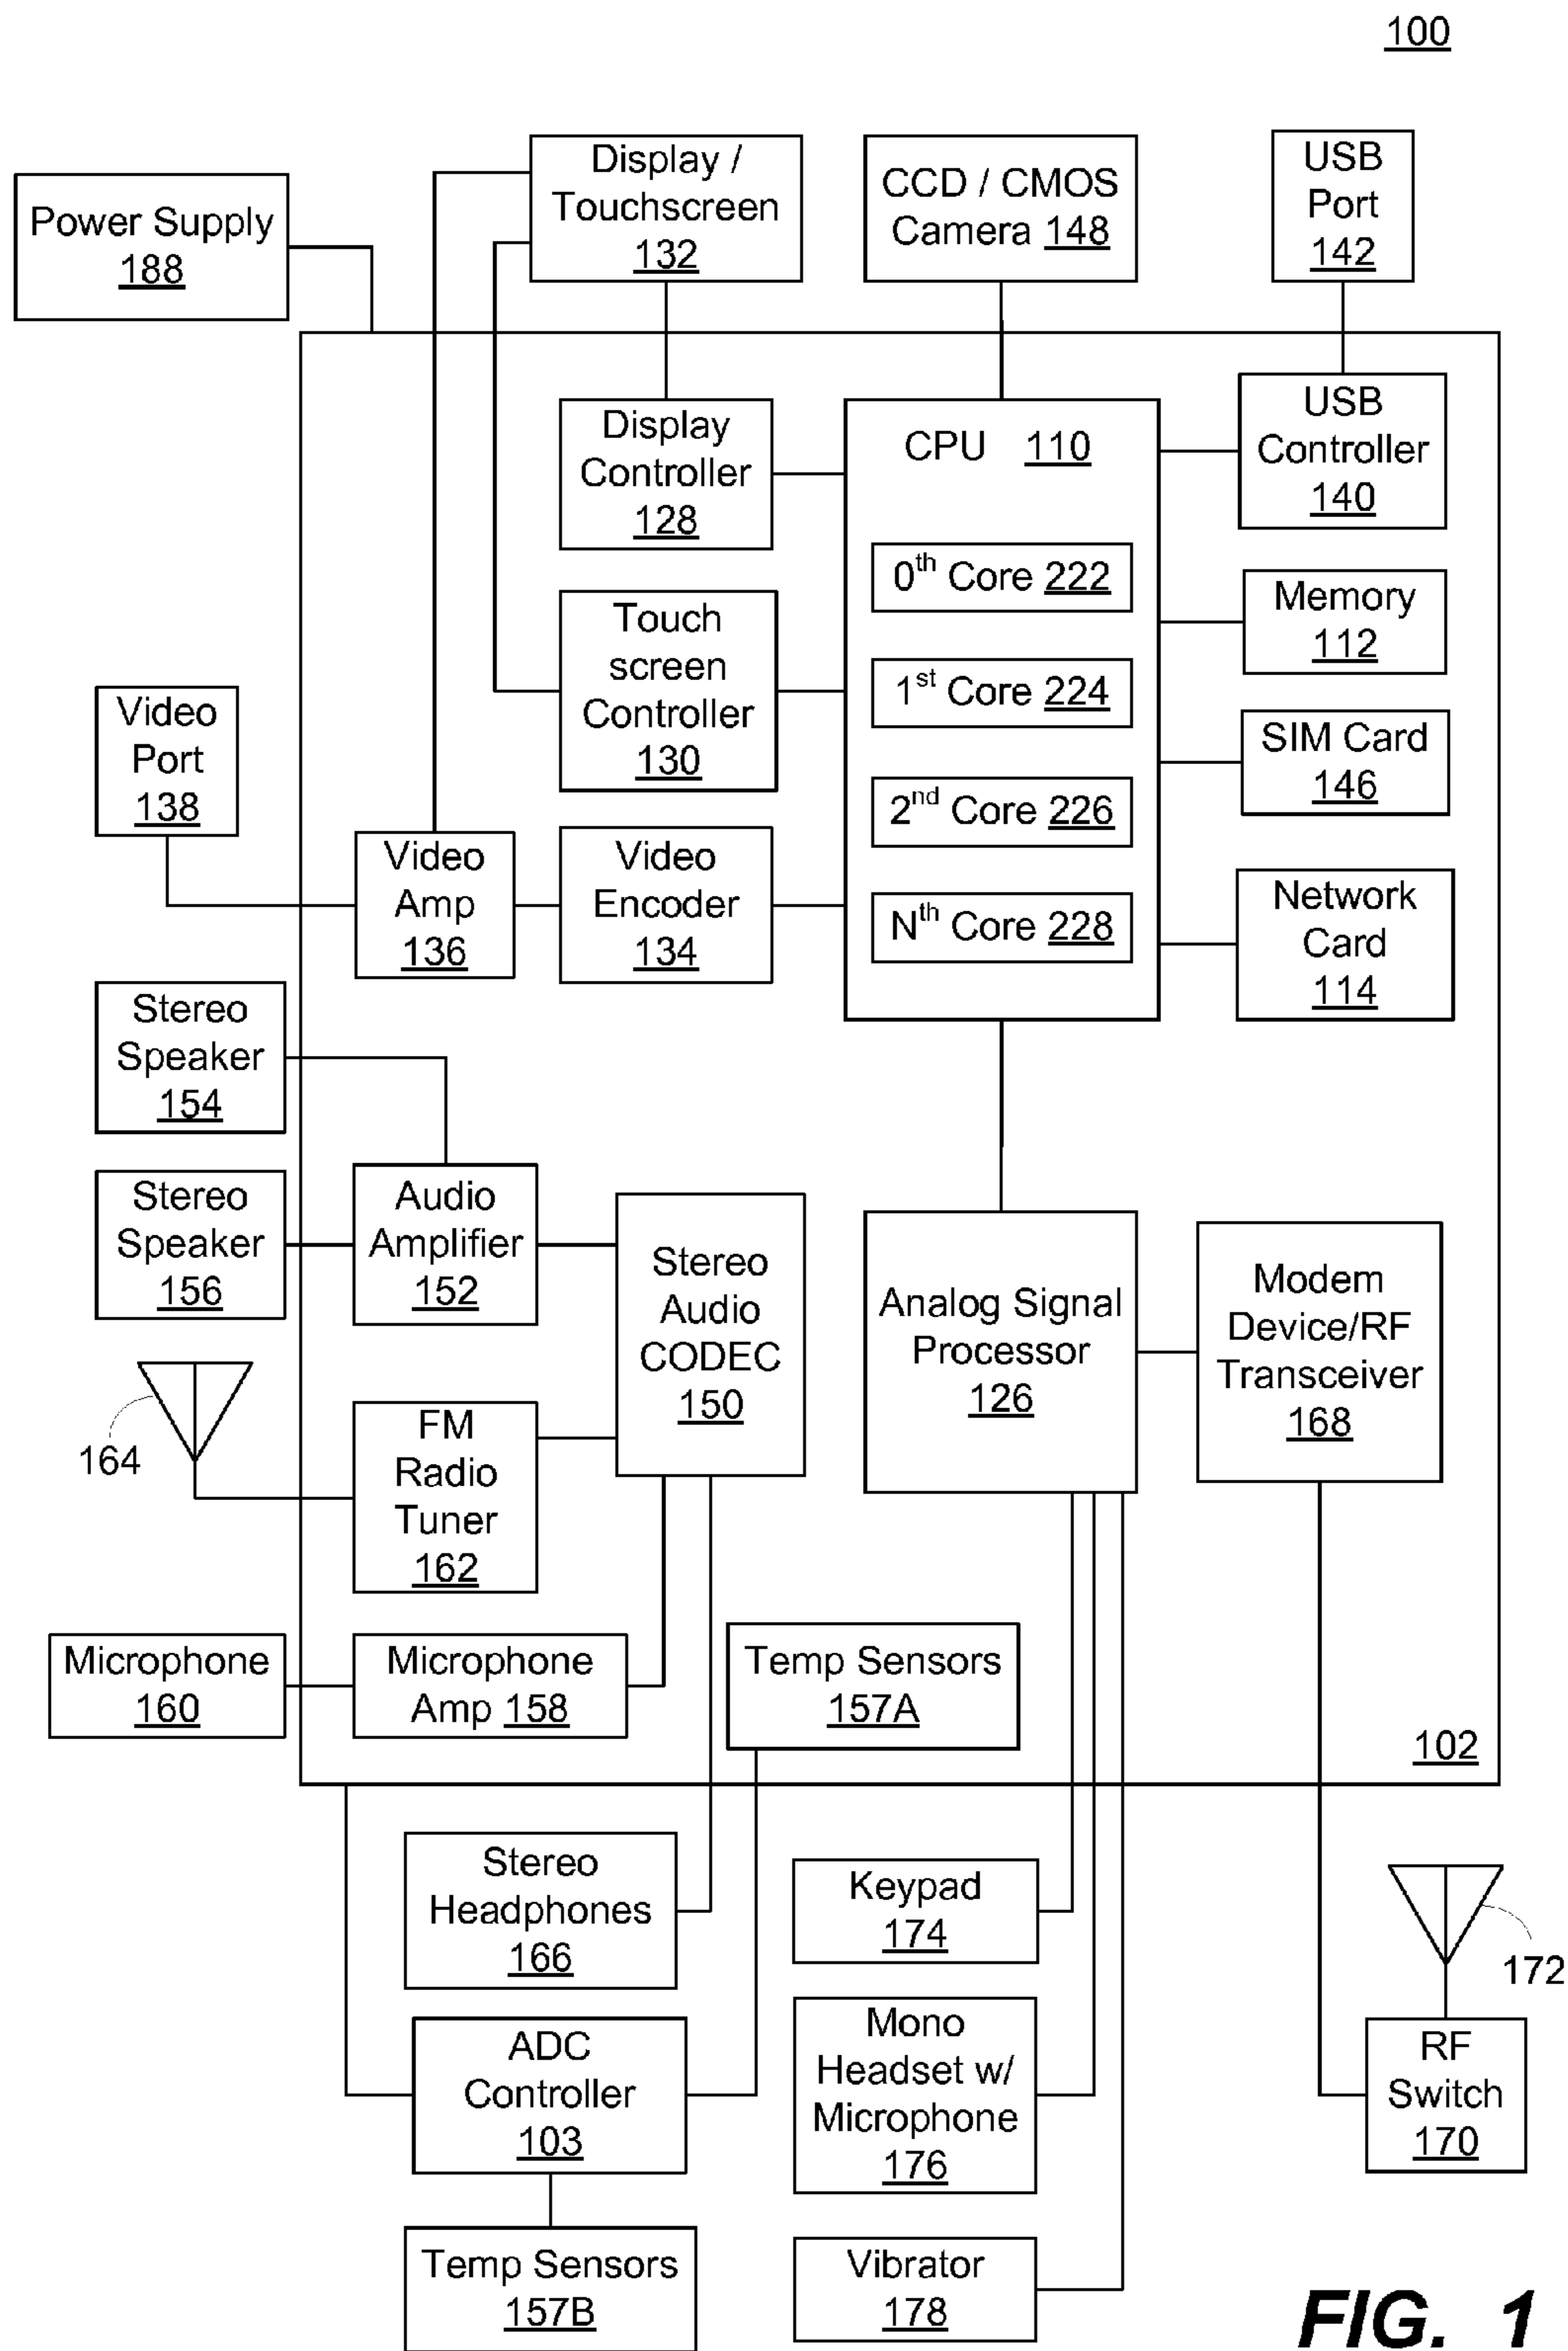 100
Power Supply
188
Display /
Touchscreen
132
CCD / CMOS
Camera 148
USB
Port
142
Display
Controller
128
CPU 110
USB
Controller
140
0th Core 222
Memory
112
Touch
screen
Controller
130
1st Core 224
SIM Card
146
Video
Port
138
2nd Core 226
Video
Amp
136
Video
Encoder
134
Nth Core 228
Network
Card
114
Stereo
Speaker
154
Stereo
Speaker
156
Audio
Amplifier
152
Stereo
Audio
CODEC
150
Analog Signal
Processor
126
Modem
Device/RF
Transceiver
168
164
FM
Radio
Tuner
162
Microphone
160
Microphone
Amp 158
Temp Sensors
157A
102
Stereo
Headphones
166
Keypad
174
172
ADC
Controller
103
Mono
Headset w/
Microphone
176
RF
Switch
170
Temp Sensors
157B
Vibrator
178
FIG. 1